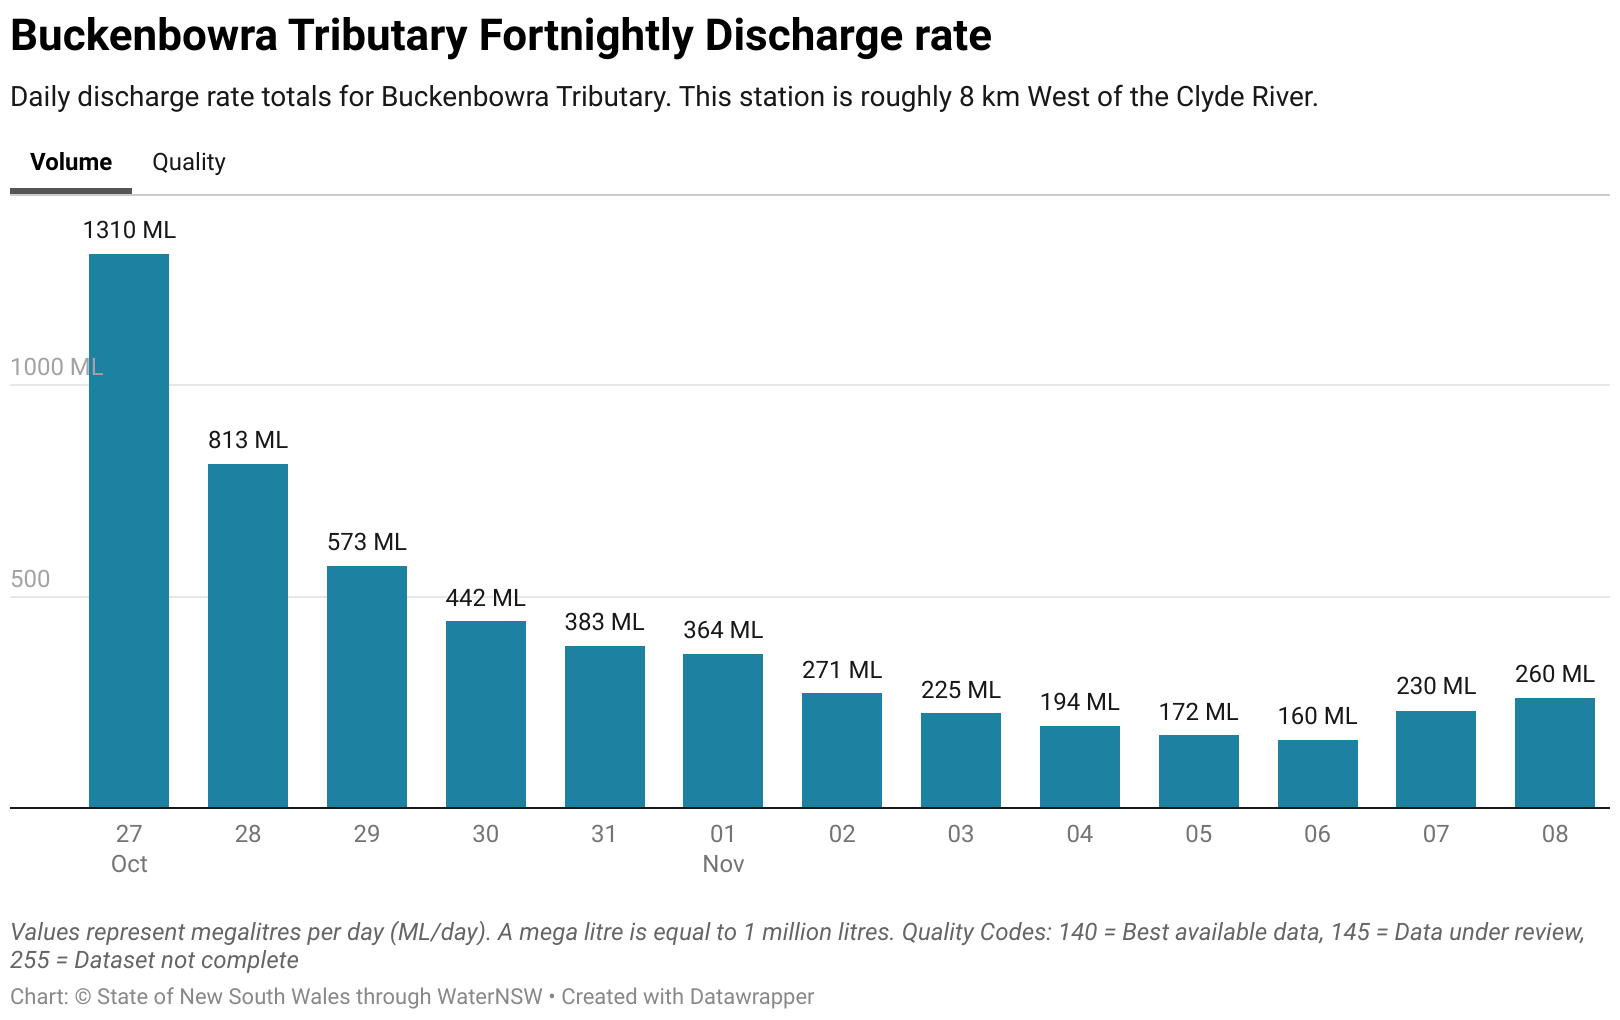 Buckenbowra Tributary Fortnightly Discharge rate
Daily discharge rate totals for Buckenbowra Tributary. This station is roughly 8 km West of the Clyde River.
Volume Quality
1310 ML
1000 ML
813 ML
573 ML
500
442 ML
383 ML
364 ML
271 ML
225 ML
194 ML
172 ML
160 ML
230 ML
260 ML
27 28 29 30 31 01 02 03 04 05 06 07 08
Oct Nov
Values represent megalitres per day (ML/day). A mega litre is equal to 1 million litres. Quality Codes: 140 = Best available data, 145 = Data under review,
255 = Dataset not complete
Chart: © State of New South Wales through WaterNSW • Created with Datawrapper